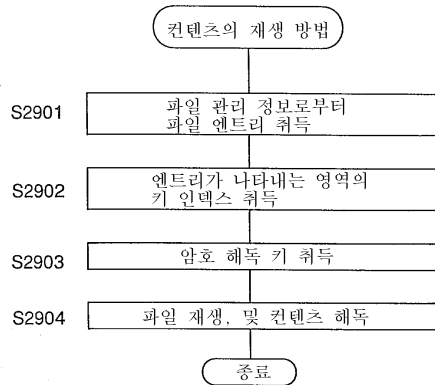 컨텐츠의 재생 방법
S2901
파일 관리 정보로부터
파일 엔트리 취득
S2902
엔트리가 나타내는 영역의
키 인덱스 취득
S2903
암호 해독 키 취득
S2904
파일 재생, 및 컨텐츠 해독
종료